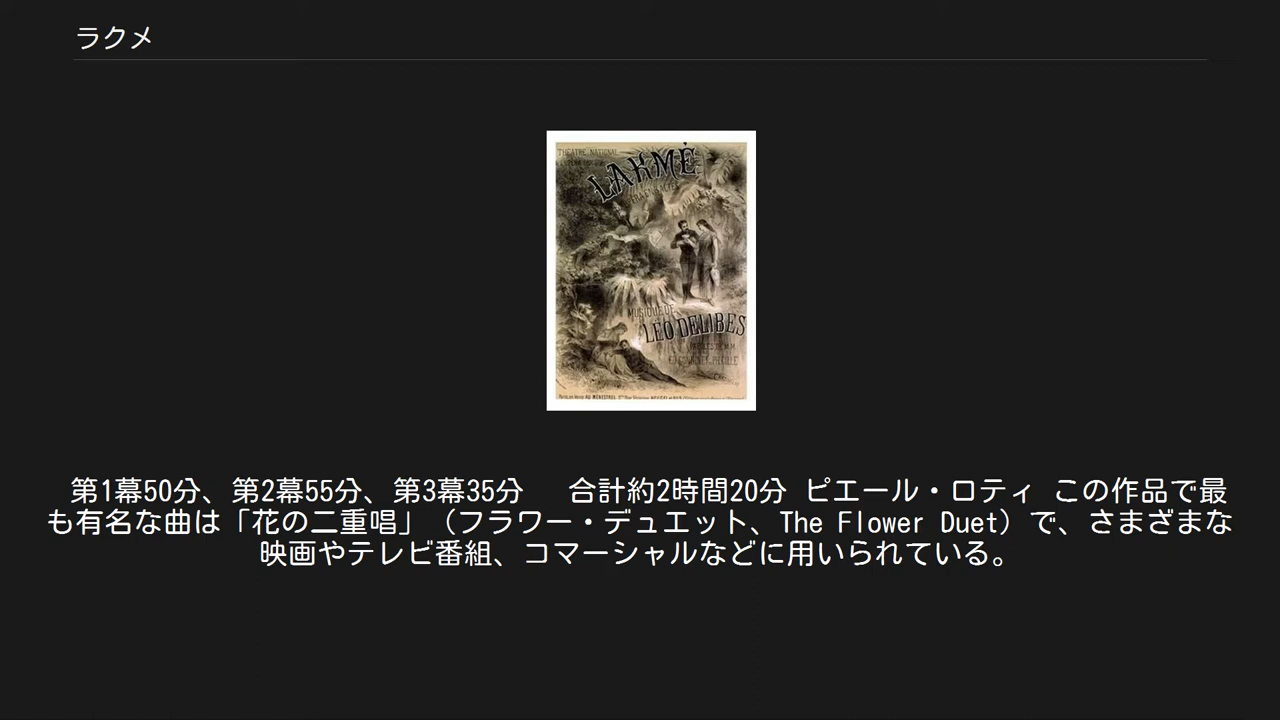 ラクメ
THEATRE NATIONAL
LAKMÉ
MUSIQUE DE
LÉO DELIBES
第1幕50分、第2幕55分、第3幕35分　合計約2時間20分 ピエール・ロティ この作品で最
も有名な曲は「花の二重唱」（フラワー・デュエット、The Flower Duet）で、さまざまな
映画やテレビ番組、コマーシャルなどに用いられている。